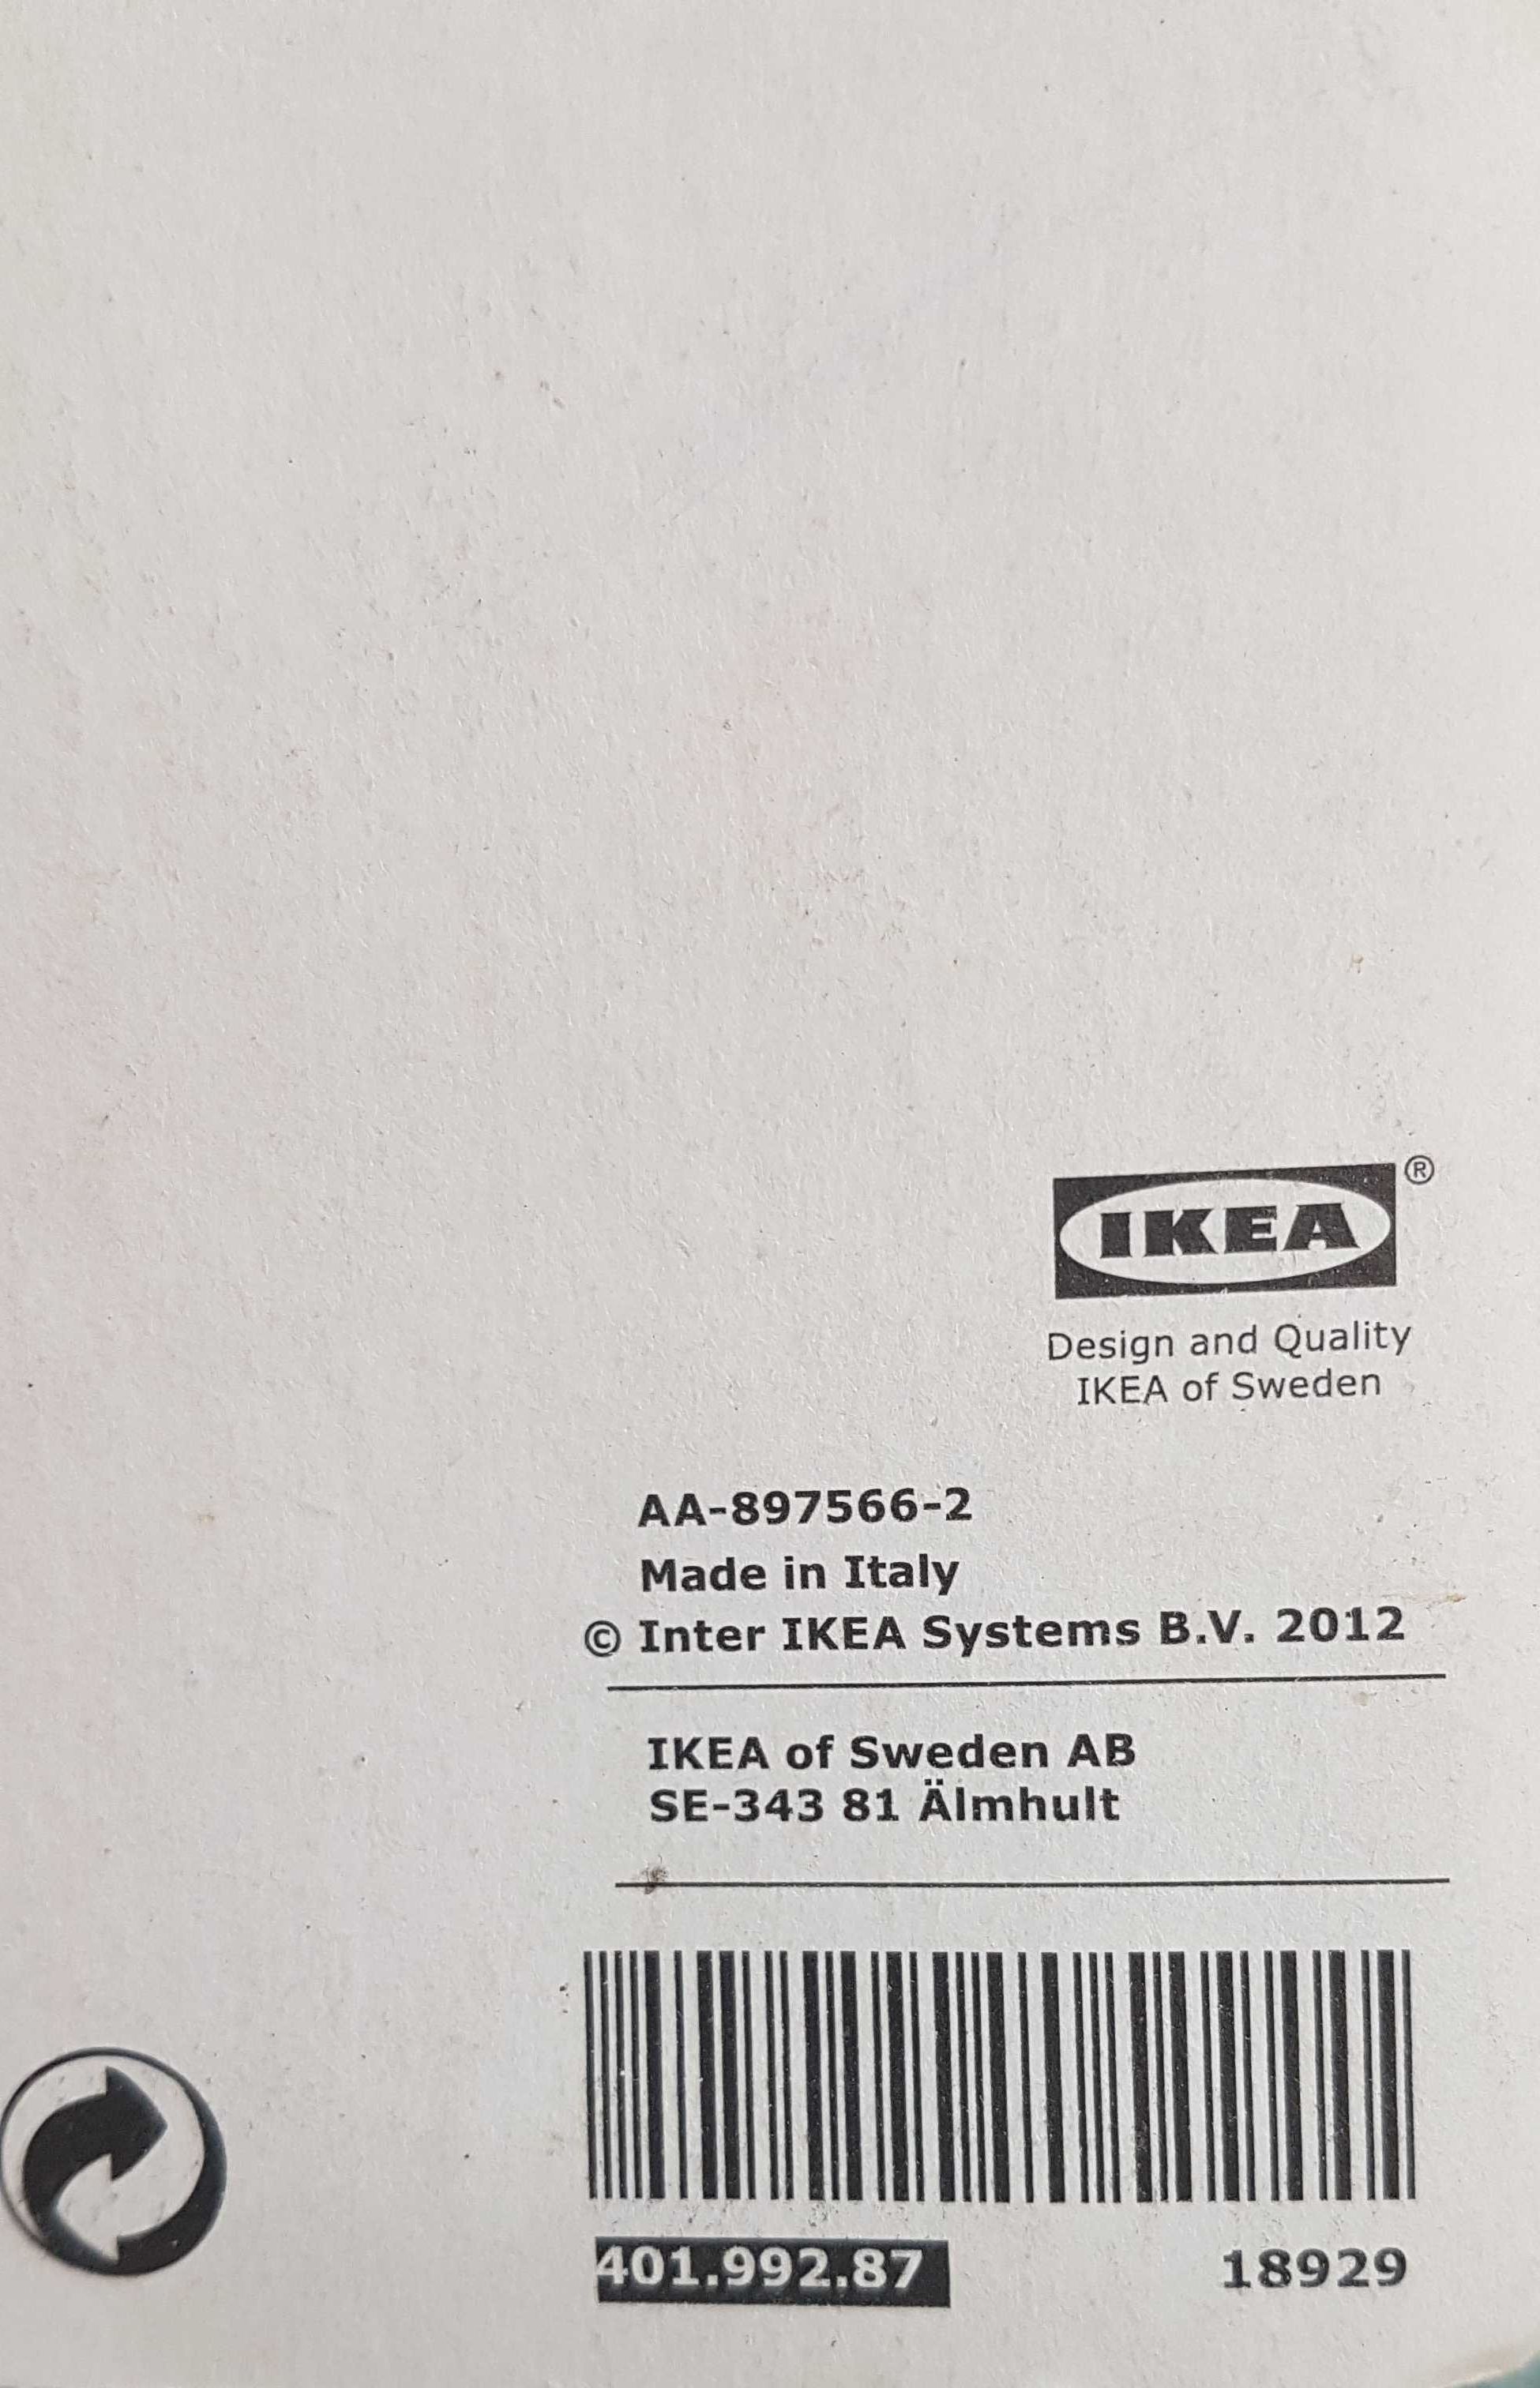 IKEA®
Design and Quality
IKEA of Sweden
AA-897566-2
Made in Italy
© Inter IKEA Systems B.V. 2012
IKEA of Sweden AB
SE-343 81 Älmhult
401.992.87 18929